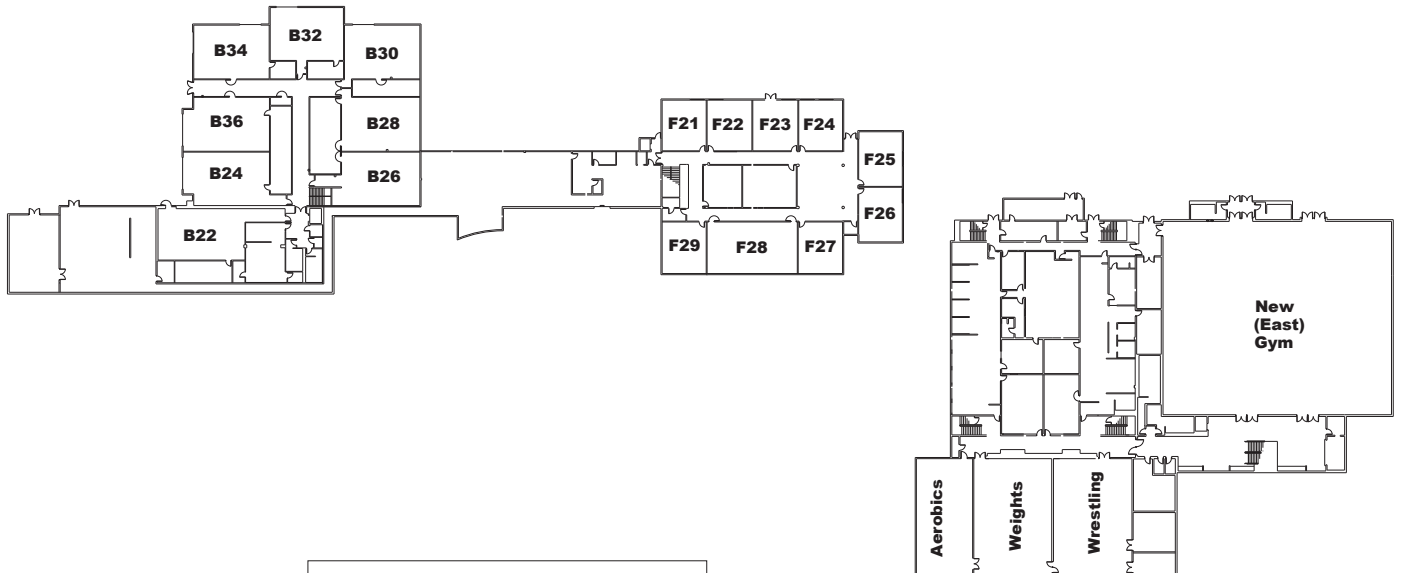 B32
B34
B30
B36
B28
B24
B26
B22
F21
F22
F23
F24
F25
F26
F29
F28
F27
New
(East)
Gym
Aerobics
Weights
Wrestling